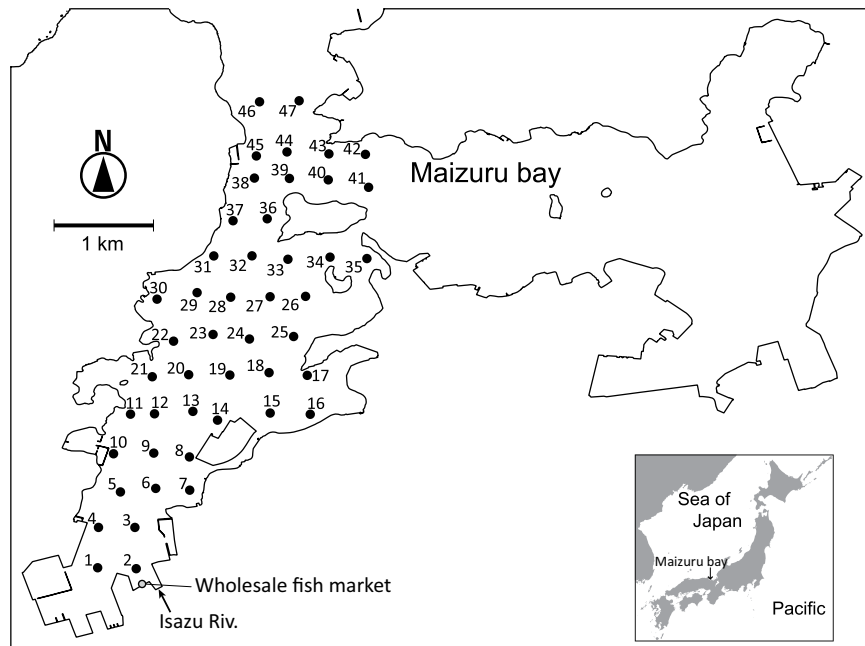 46 47
45 44 43 42
N
38 39 40 41
Maizuru bay
37 36
1 km
31 32 33 34 35
30 29 28 27 26
22 23 24 25
21 20 19 18 17
11 12 13 14 15 16
10 9 8
5 6 7
4 3
1 2
Wholesale fish market
Isazu Riv.
Sea of
Japan
Maizuru bay
Pacific